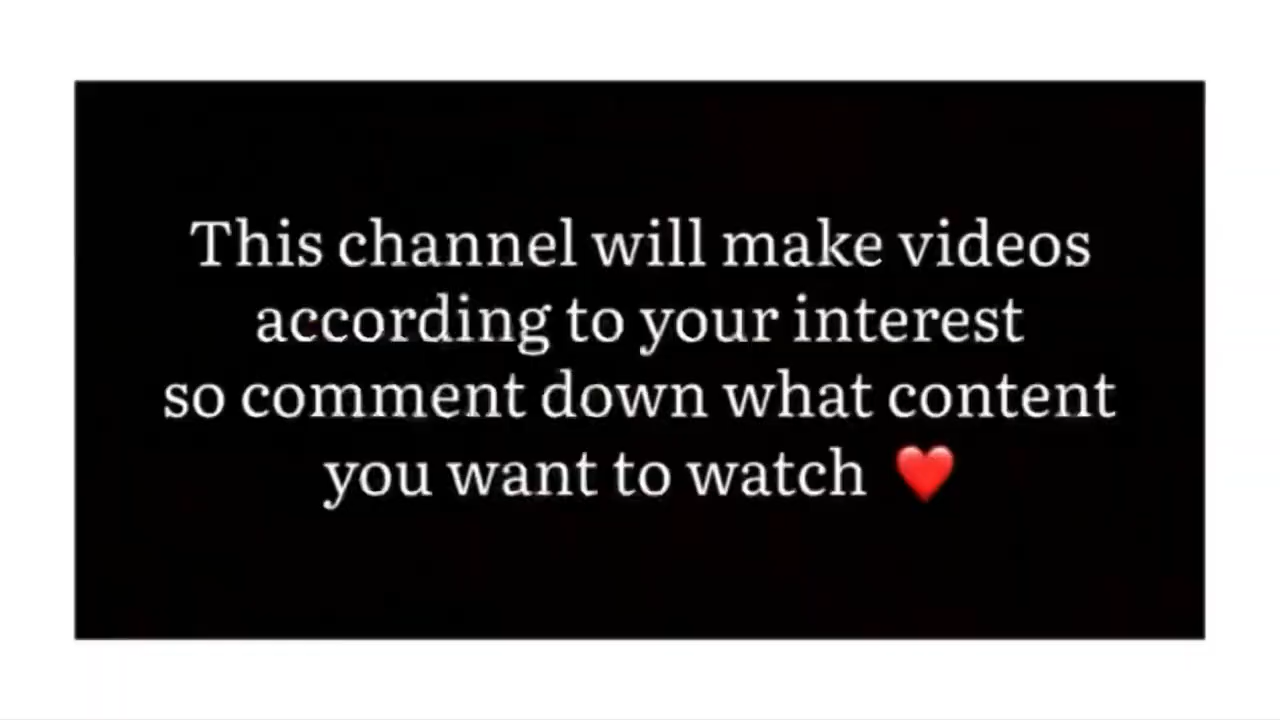 This channel will make videos
according to your interest
so comment down what content
you want to watch ❤️